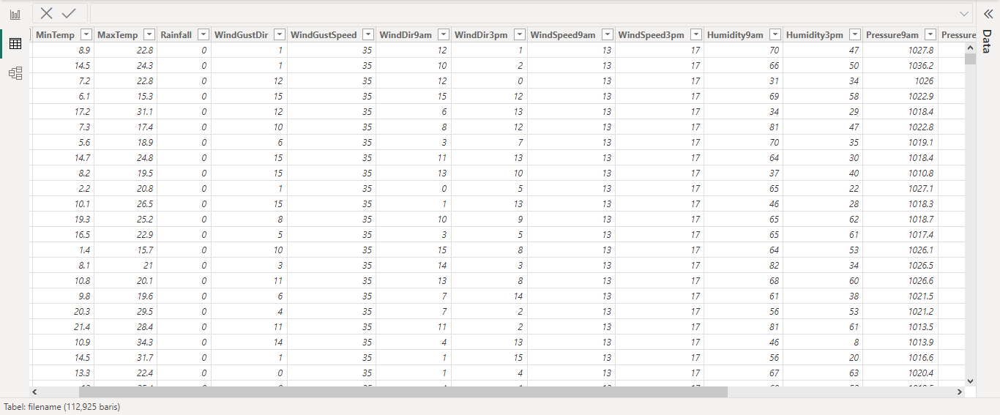 MinTemp MaxTemp Rainfall WindGustDir WindGustSpeed WindDir9am WindDir3pm WindSpeed9am WindSpeed3pm Humidity9am Humidity3pm Pressure9am Pressure
8.9 22.8 0 1 35 12 1 13 17 70 47 1027.8
14.5 24.3 0 1 35 10 2 13 17 66 50 1036.2
7.2 22.8 0 12 35 12 0 13 17 31 34 1026
6.1 15.3 0 15 35 15 12 13 17 69 58 1022.9
17.2 31.1 0 12 35 6 13 13 17 34 29 1018.4
7.3 17.4 0 10 35 8 12 13 17 81 47 1022.8
5.6 18.9 0 6 35 3 7 13 17 70 35 1019.1
14.7 24.8 0 15 35 11 13 13 17 64 30 1018.4
8.2 19.5 0 15 35 13 10 13 17 37 40 1010.8
2.2 20.8 0 1 35 0 5 13 17 65 22 1027.1
10.1 26.5 0 15 35 1 13 13 17 46 28 1018.3
19.3 25.2 0 8 35 10 9 13 17 65 62 1018.7
16.5 22.9 0 5 35 3 5 13 17 65 61 1017.4
1.4 15.7 0 10 35 15 8 13 17 64 53 1026.1
8.1 21 0 3 35 14 3 13 17 82 34 1026.5
10.8 20.1 0 11 35 13 8 13 17 68 60 1026.6
9.8 19.6 0 6 35 7 14 13 17 61 38 1021.5
20.3 29.5 0 4 35 7 2 13 17 56 53 1021.2
21.4 28.4 0 11 35 11 2 13 17 81 61 1013.5
10.9 34.3 0 14 35 4 13 13 17 46 8 1013.9
14.5 31.7 0 1 35 1 15 13 17 56 20 1016.6
13.3 22.4 0 0 35 1 4 13 17 67 63 1020.4
Data
Tabel: filename (112,925 baris)